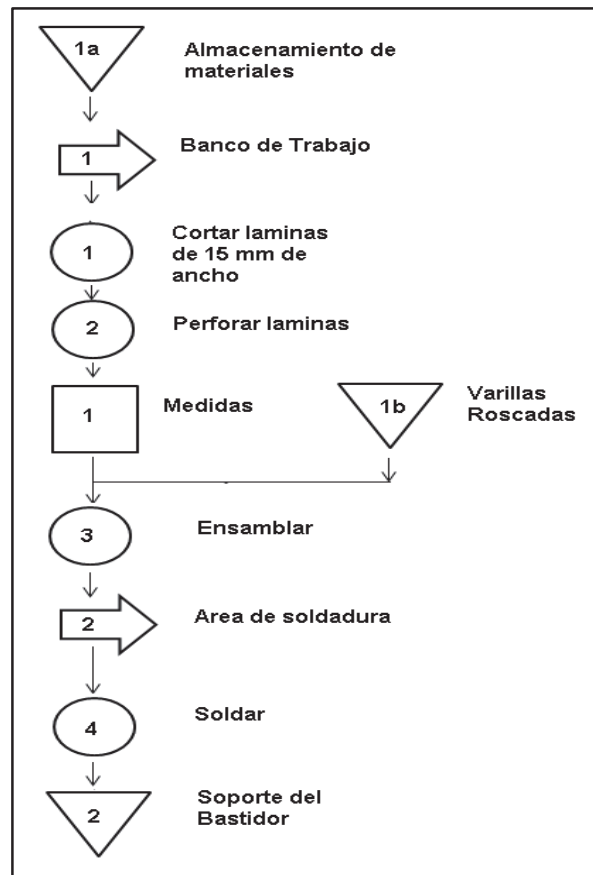 1a
Almacenamiento de
materiales
1
Banco de Trabajo
1
Cortar laminas
de 15 mm de
ancho
2
Perforar laminas
1
Medidas
1b
Varillas
Roscadas
3
Ensamblar
2
Area de soldadura
4
Soldar
2
Soporte del
Bastidor